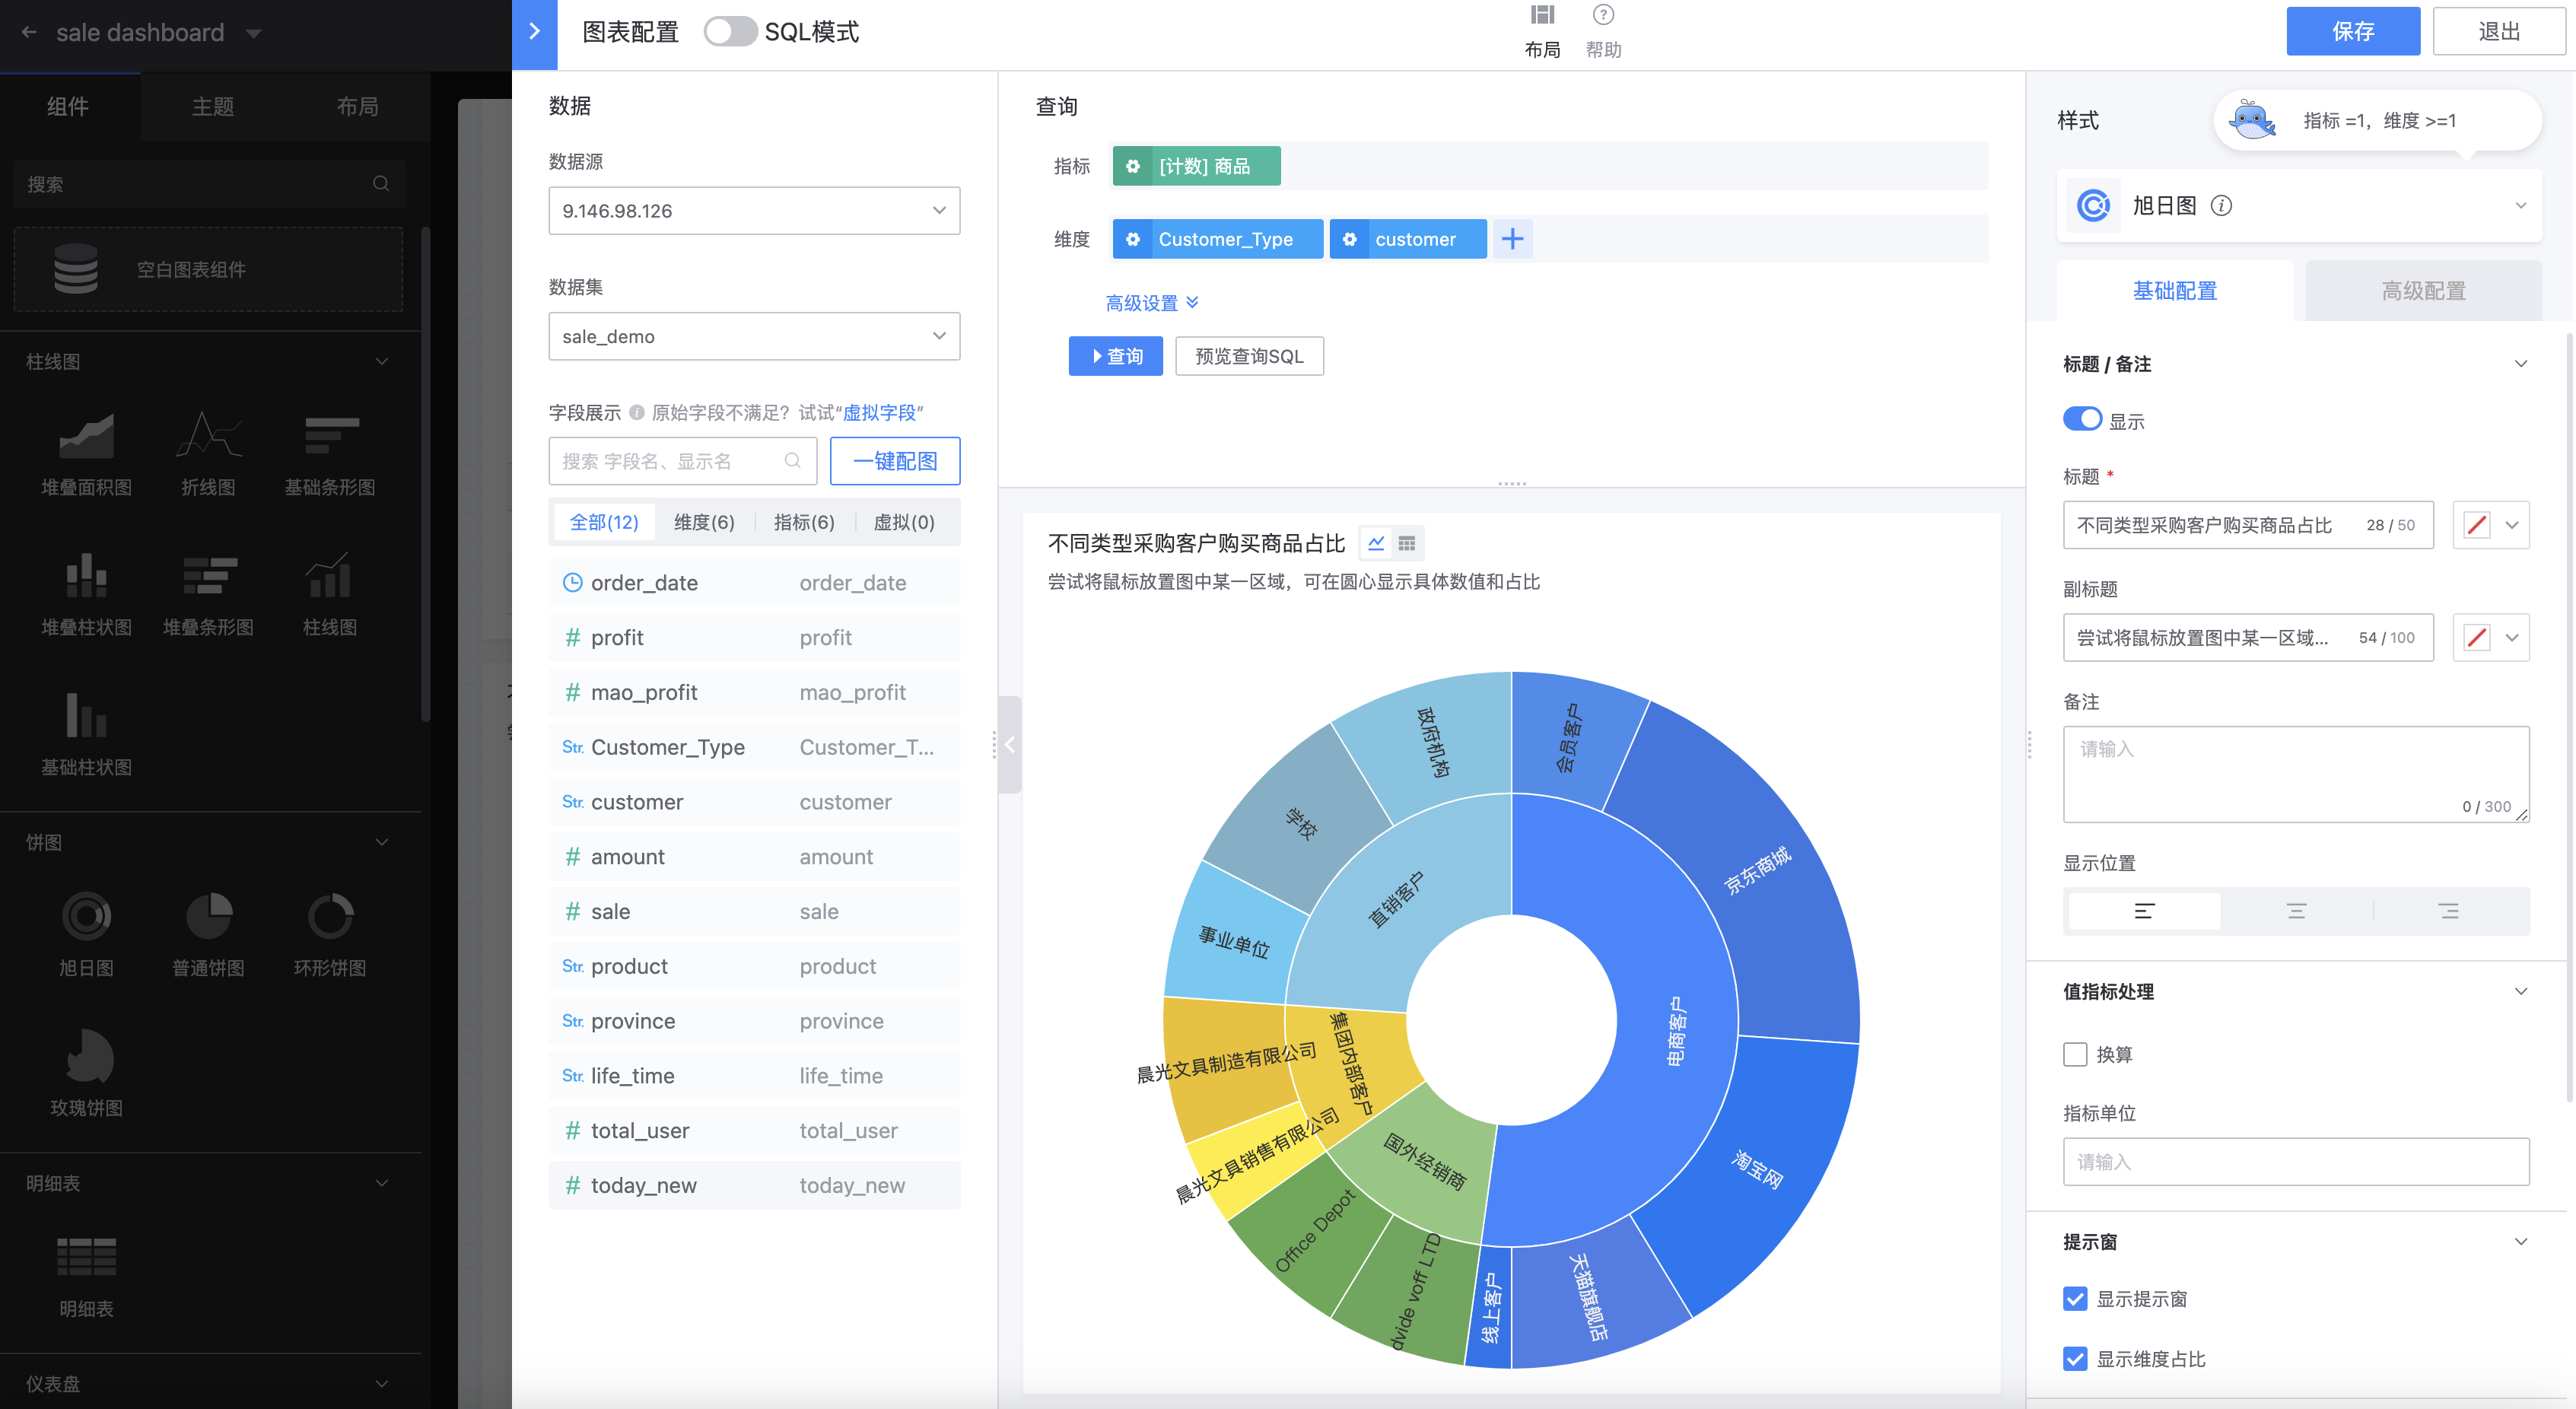 sale dashboard
图表配置
SQL模式
布局
帮助
保存
退出
组件
主题
布局
搜索
空白图表组件
柱线图
堆叠面积图
折线图
基础条形图
堆叠柱状图
堆叠条形图
柱线图
基础柱状图
饼图
旭日图
普通饼图
环形饼图
玫瑰饼图
明细表
明细表
仪表盘
数据
数据源
9.146.98.126
数据集
sale_demo
字段展示 原始字段不满足？试试“虚拟字段”
搜索 字段名、显示名
一键配图
全部(12)
维度(6)
指标(6)
虚拟(0)
order_date order_date
# profit profit
# mao_profit mao_profit
Str. Customer_Type Customer_T...
Str. customer customer
# amount amount
# sale sale
Str. product product
Str. province province
Str. life_time life_time
# total_user total_user
# today_new today_new
查询
指标
[计数] 商品
维度
Customer_Type
customer
高级设置
查询
预览查询SQL
不同类型采购客户购买商品占比
尝试将鼠标放置图中某一区域，可在圆心显示具体数值和占比
政府机构
会员客户
学校
京东商城
直销客户
事业单位
电商客户
集团内部客户
晨光文具制造有限公司
晨光文具销售有限公司
国外经销商
淘宝网
Office Depot
dvide voff LTD
线上客户
天猫旗舰店
样式
指标 =1，维度 >=1
旭日图
基础配置
高级配置
标题 / 备注
显示
标题 *
不同类型采购客户购买商品占比 28 / 50
副标题
尝试将鼠标放置图中某一区域... 54 / 100
备注
请输入
0 / 300
显示位置
值指标处理
换算
指标单位
请输入
提示窗
显示提示窗
显示维度占比